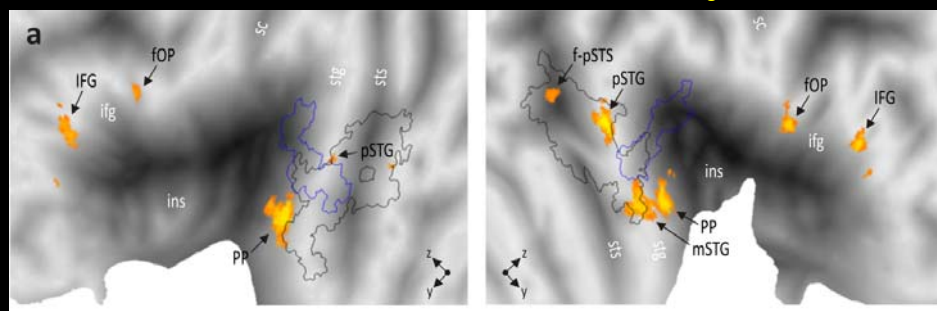 a
IFG
fOP
ifg
ins
PP
sc
stg
sts
pSTG
z
y
f-pSTS
pSTG
sc
fOP
IFG
ifg
ins
PP
mSTG
sts
stg
z
y